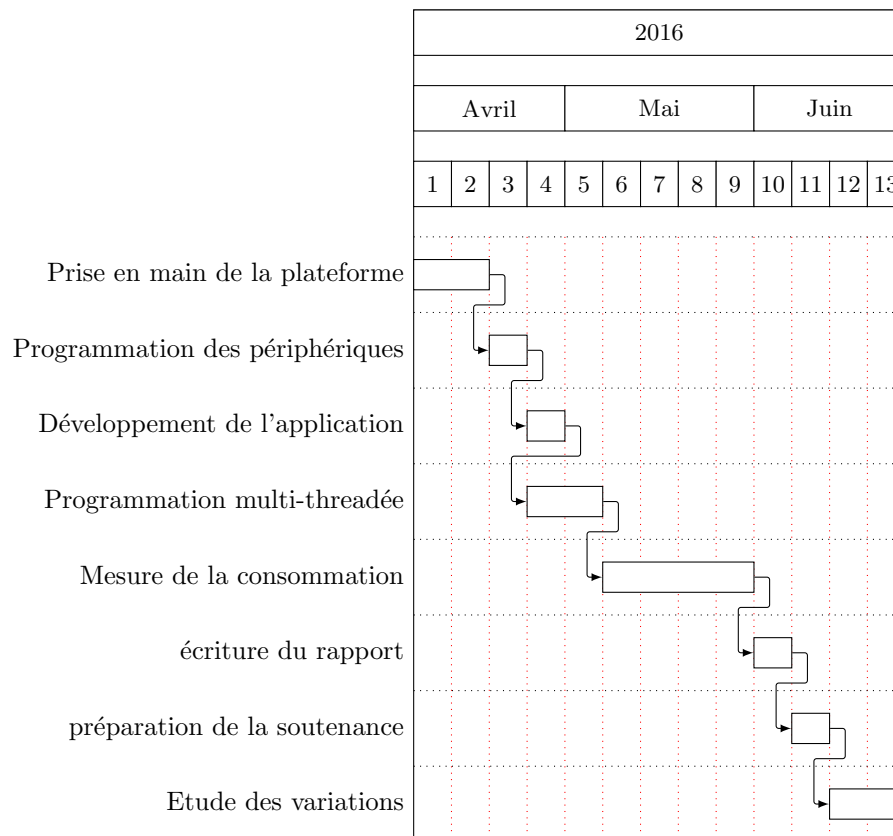 2016
Avril Mai Juin
1 2 3 4 5 6 7 8 9 10 11 12 13
Prise en main de la plateforme
Programmation des périphériques
Développement de l'application
Programmation multi-threadée
Mesure de la consommation
écriture du rapport
préparation de la soutenance
Etude des variations